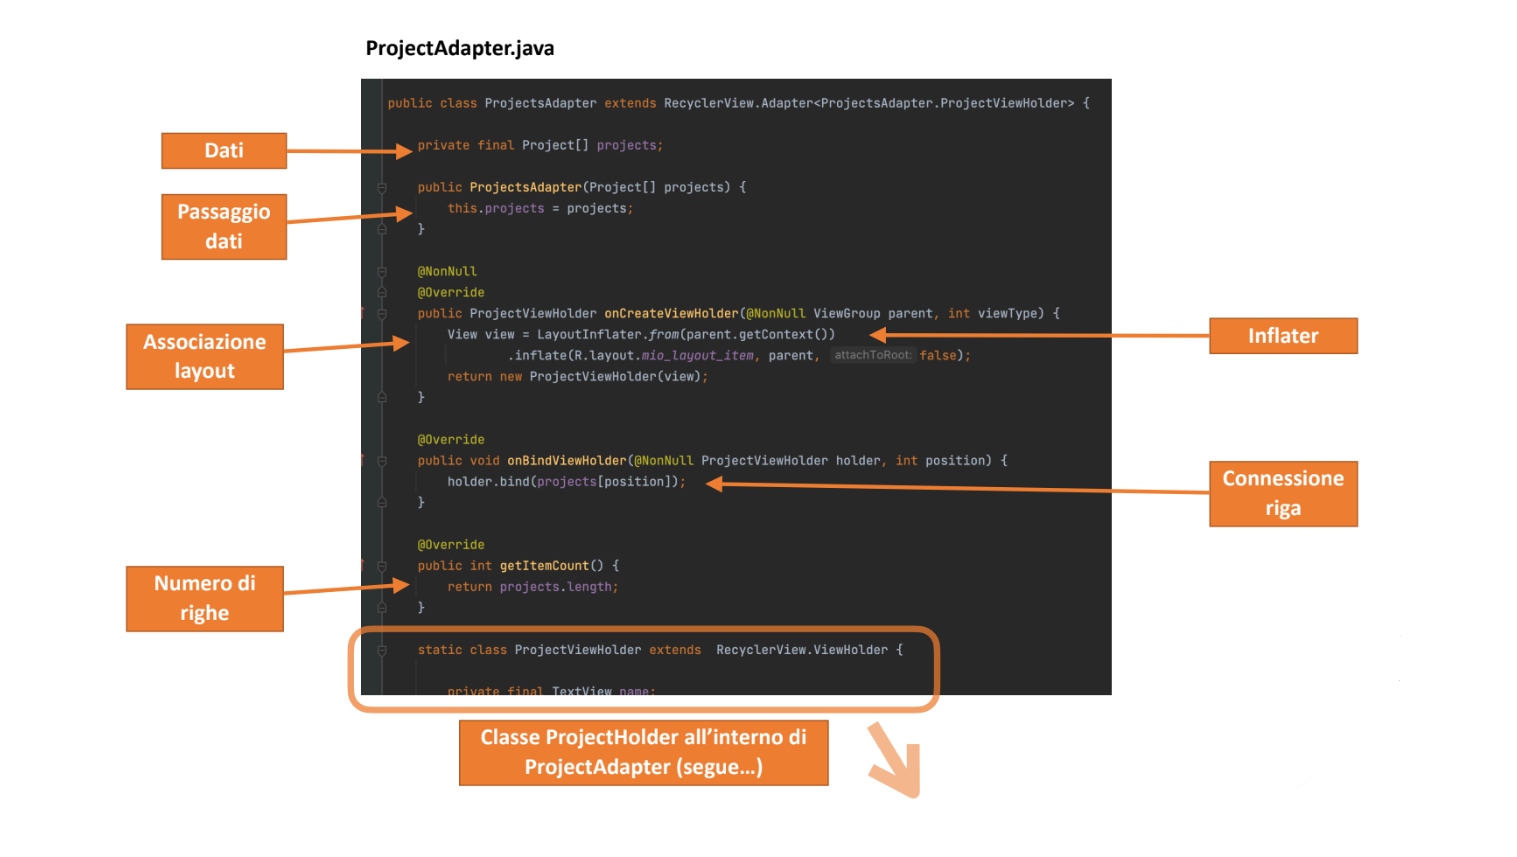 ProjectAdapter.java
public class ProjectsAdapter extends RecyclerView.Adapter<ProjectsAdapter.ProjectViewHolder> {
Dati
private final Project[] projects;
public ProjectsAdapter(Project[] projects) {
Passaggio
dati
this.projects = projects;
}
@NonNull
@Override
public ProjectViewHolder onCreateViewHolder(@NonNull ViewGroup parent, int viewType) {
Associazione
layout
View view = LayoutInflater.from(parent.getContext())
Inflater
.inflate(R.layout.mio_layout_item, parent, attachToRoot: false);
return new ProjectViewHolder(view);
}
@Override
public void onBindViewHolder(@NonNull ProjectViewHolder holder, int position) {
holder.bind(projects[position]);
Connessione
riga
}
@Override
public int getItemCount() {
Numero di
righe
return projects.length;
}
static class ProjectViewHolder extends RecyclerView.ViewHolder {
private final TextView name;
Classe ProjectHolder all’interno di
ProjectAdapter (segue…)